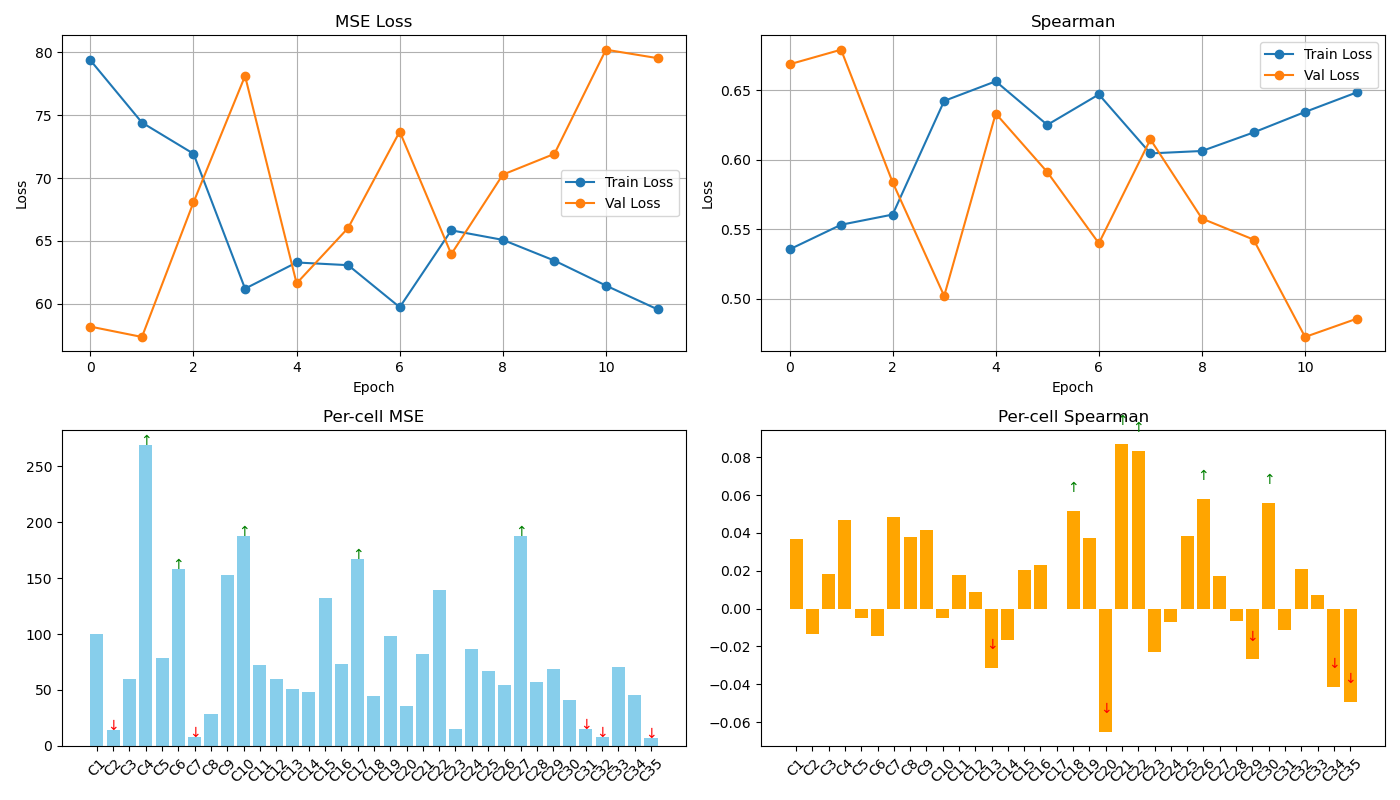 MSE Loss
Loss
80
75
70
65
60
Train Loss
Val Loss
0 2 4 6 8 10
Epoch
Spearman
Loss
0.65
0.60
0.55
0.50
Train Loss
Val Loss
0 2 4 6 8 10
Epoch
Per-cell MSE
250
200
150
100
50
0
↑ ↑ ↑ ↑ ↑
↓ ↓ ↓ ↓ ↓
C1 C2 C3 C4 C5 C6 C7 C8 C9 C10 C11 C12 C13 C14 C15 C16 C17 C18 C19 C20 C21 C22 C23 C24 C25 C26 C27 C28 C29 C30 C31 C32 C33 C34 C35
Per-cell Spearman
0.08
0.06
0.04
0.02
0.00
−0.02
−0.04
−0.06
↑ ↑ ↑ ↑ ↑
↓ ↓ ↓ ↓ ↓
C1 C2 C3 C4 C5 C6 C7 C8 C9 C10 C11 C12 C13 C14 C15 C16 C17 C18 C19 C20 C21 C22 C23 C24 C25 C26 C27 C28 C29 C30 C31 C32 C33 C34 C35